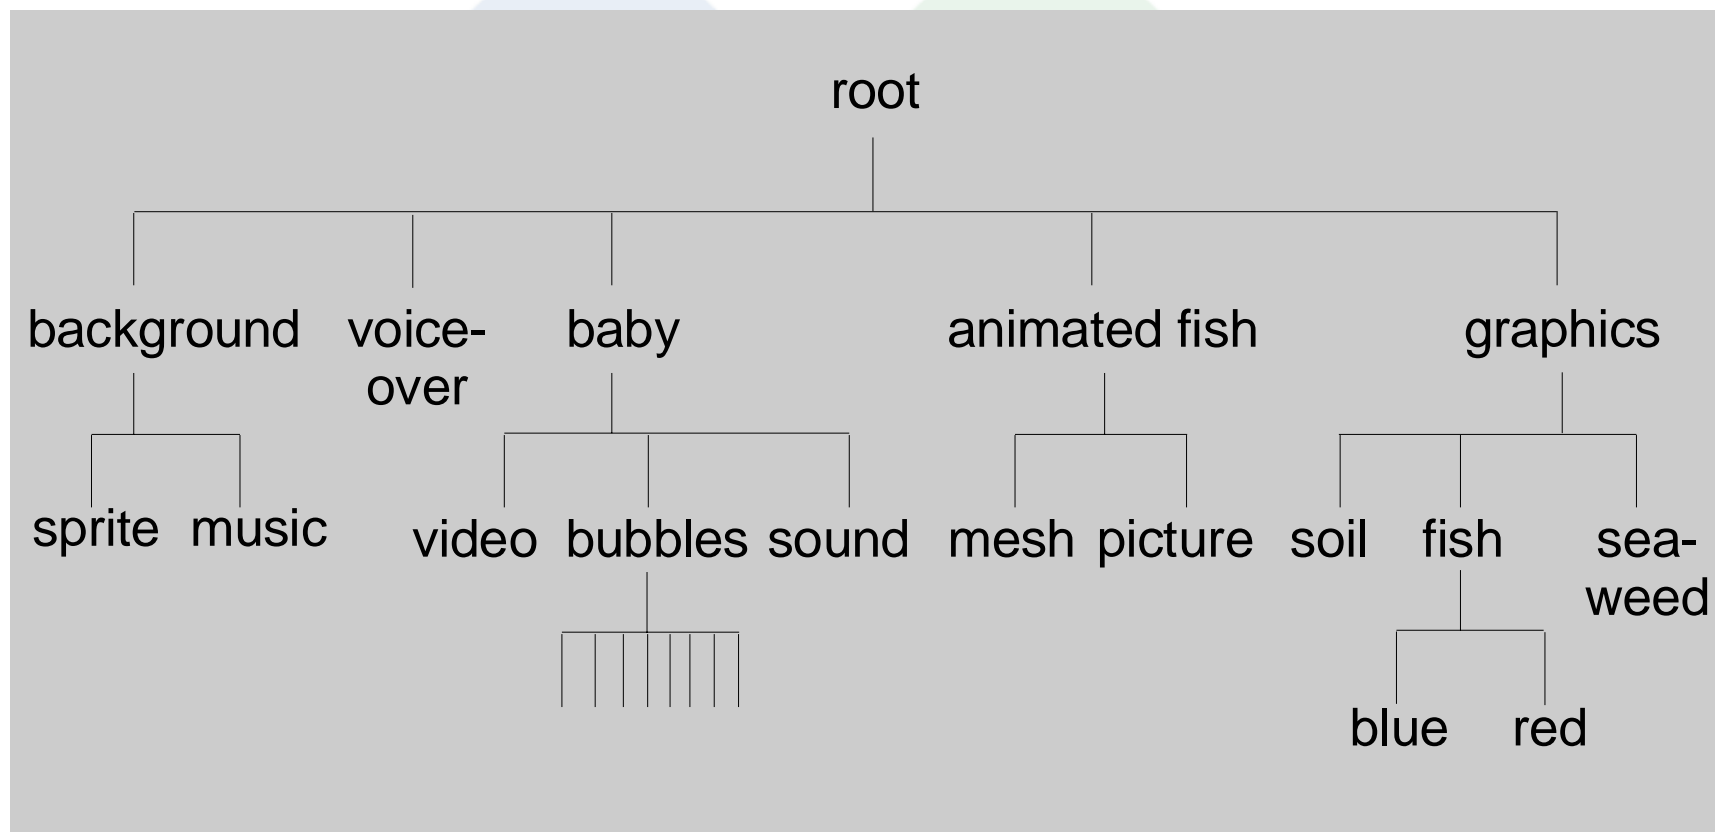 root
background voice- baby animated fish graphics
over
sprite music video bubbles sound mesh picture soil fish sea-
weed
blue red